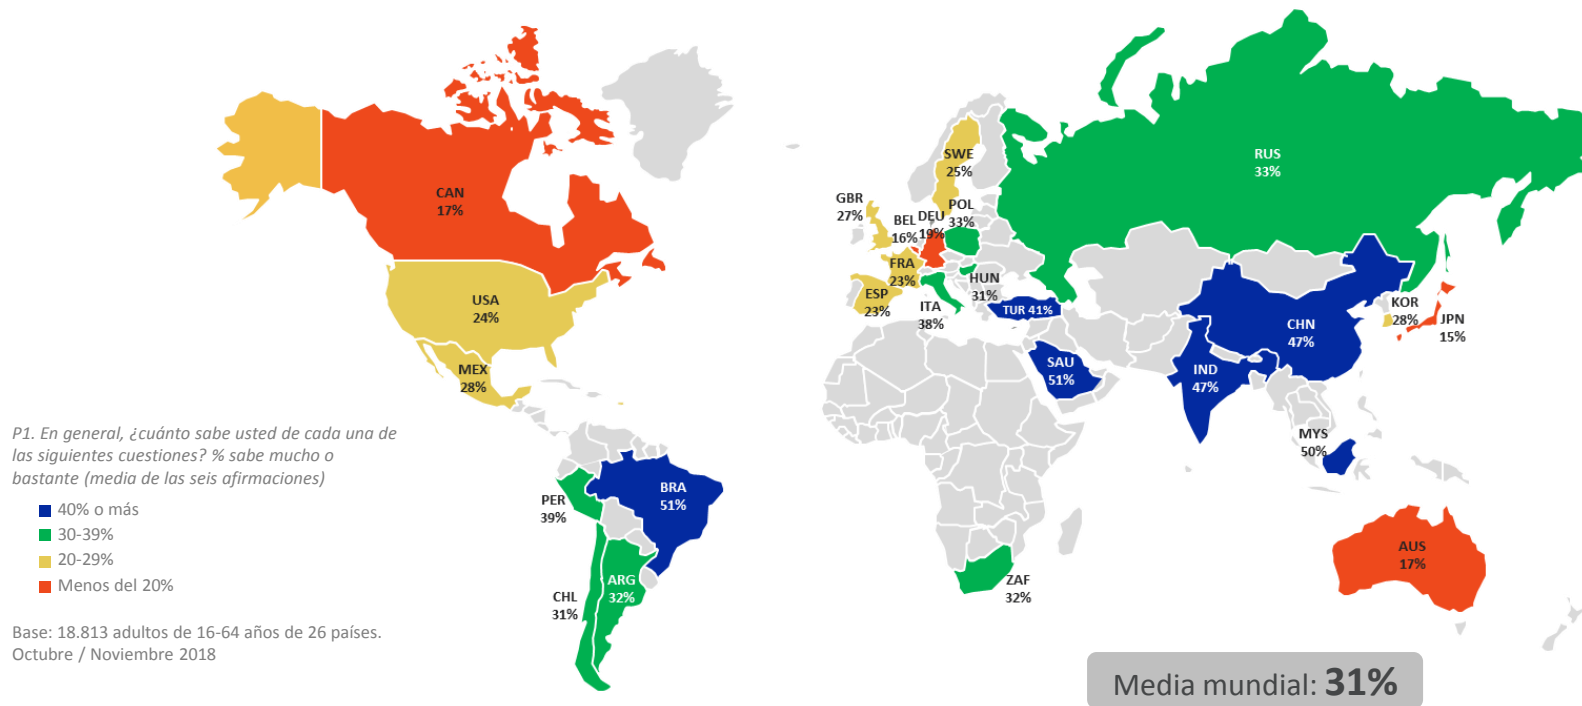 CAN
17%
USA
24%
MEX
28%
SWE
25%
GBR
27%
BEL
16%
DEU
19%
POL
33%
FRA
23%
ESP
23%
ITA
38%
HUN
31%
TUR 41%
RUS
33%
SAU
51%
IND
47%
CHN
47%
KOR
28%
JPN
15%
MYS
50%
AUS
17%
ZAF
32%
BRA
51%
PER
39%
ARG
32%
CHL
31%
P1. En general, ¿cuánto sabe usted de cada una de
las siguientes cuestiones? % sabe mucho o
bastante (media de las seis afirmaciones)
40% o más
30-39%
20-29%
Menos del 20%
Base: 18.813 adultos de 16-64 años de 26 países.
Octubre / Noviembre 2018
Media mundial: 31%